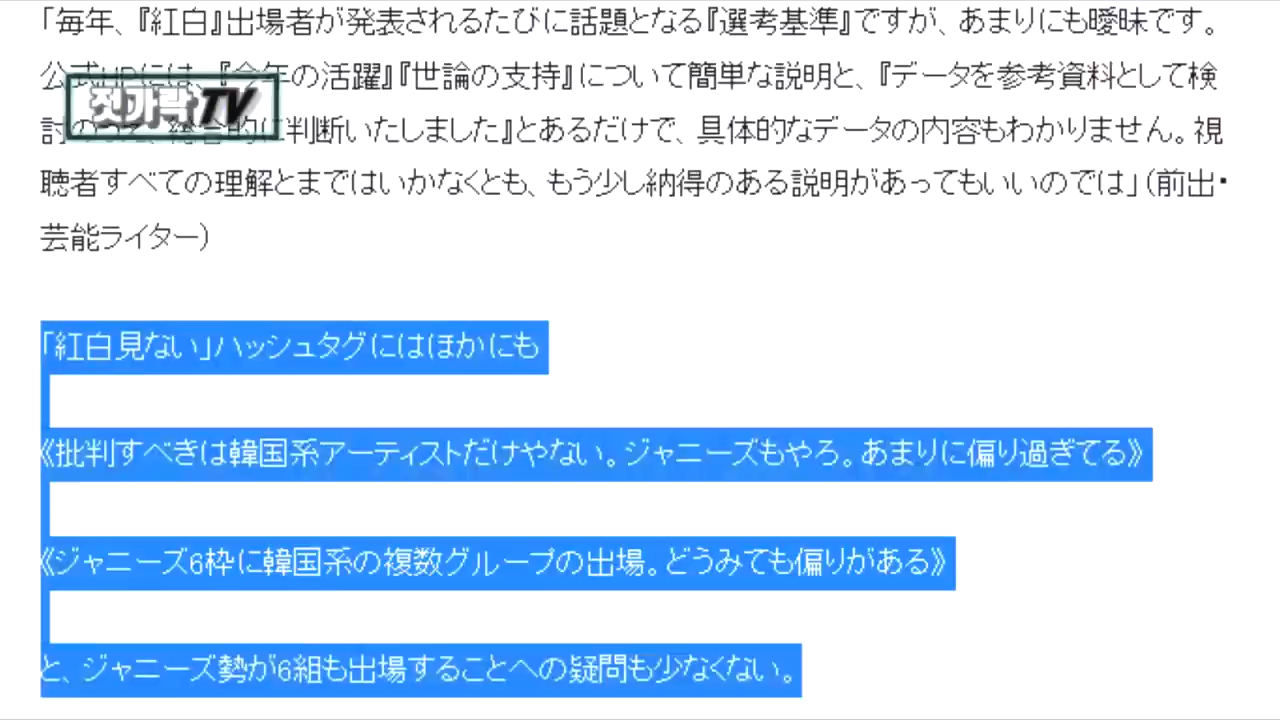 「毎年、『紅白』出場者が発表されるたびに話題となる『選考基準』ですが、あまりにも曖昧です。
公式HPには、『今年の活躍』『世論の支持』について簡単な説明と、『データを参考資料として検
젓가락TV
討のうえ、総合的に判断いたしました』とあるだけで、具体的なデータの内容もわかりません。視
聴者すべての理解とまではいかなくとも、もう少し納得のある説明があってもいいのでは」（前出・
芸能ライター）
「紅白見ない」ハッシュタグにはほかにも
《批判すべきは韓国系アーティストだけやない。ジャニーズもやろ。あまりに偏り過ぎてる》
《ジャニーズ6枠に韓国系の複数グループの出場。どうみても偏りがある》
と、ジャニーズ勢が6組も出場することへの疑問も少なくない。